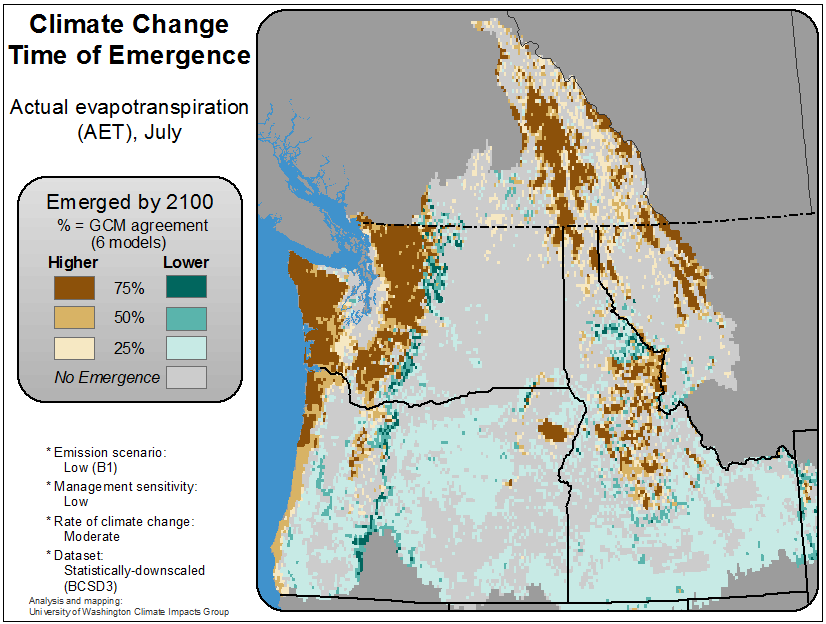 Climate Change
Time of Emergence
Actual evapotranspiration
(AET), July
Emerged by 2100
% = GCM agreement
(6 models)
Higher Lower
75%
50%
25%
No Emergence
* Emission scenario:
Low (B1)
* Management sensitivity:
Low
* Rate of climate change:
Moderate
* Dataset:
Statistically-downscaled
(BCSD3)
Analysis and mapping:
University of Washington Climate Impacts Group